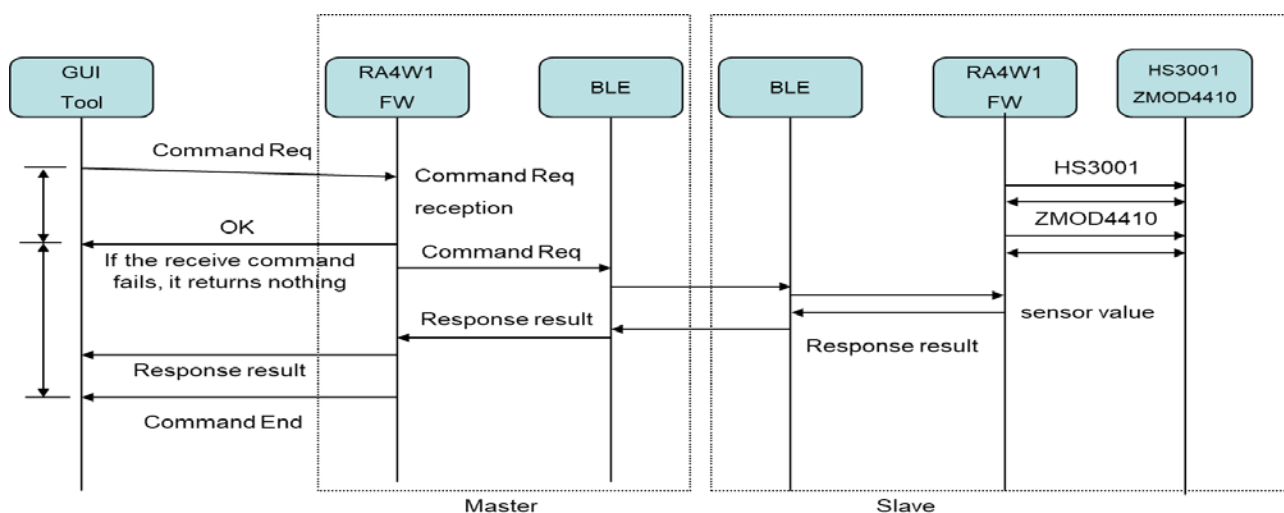 GUI
Tool
RA4W1
FW
BLE
BLE
RA4W1
FW
HS3001
ZMOD4410
Command Req
Command Req
reception
HS3001
OK
ZMOD4410
If the receive command
fails, it returns nothing
Command Req
Response result
sensor value
Response result
Response result
Command End
Master
Slave